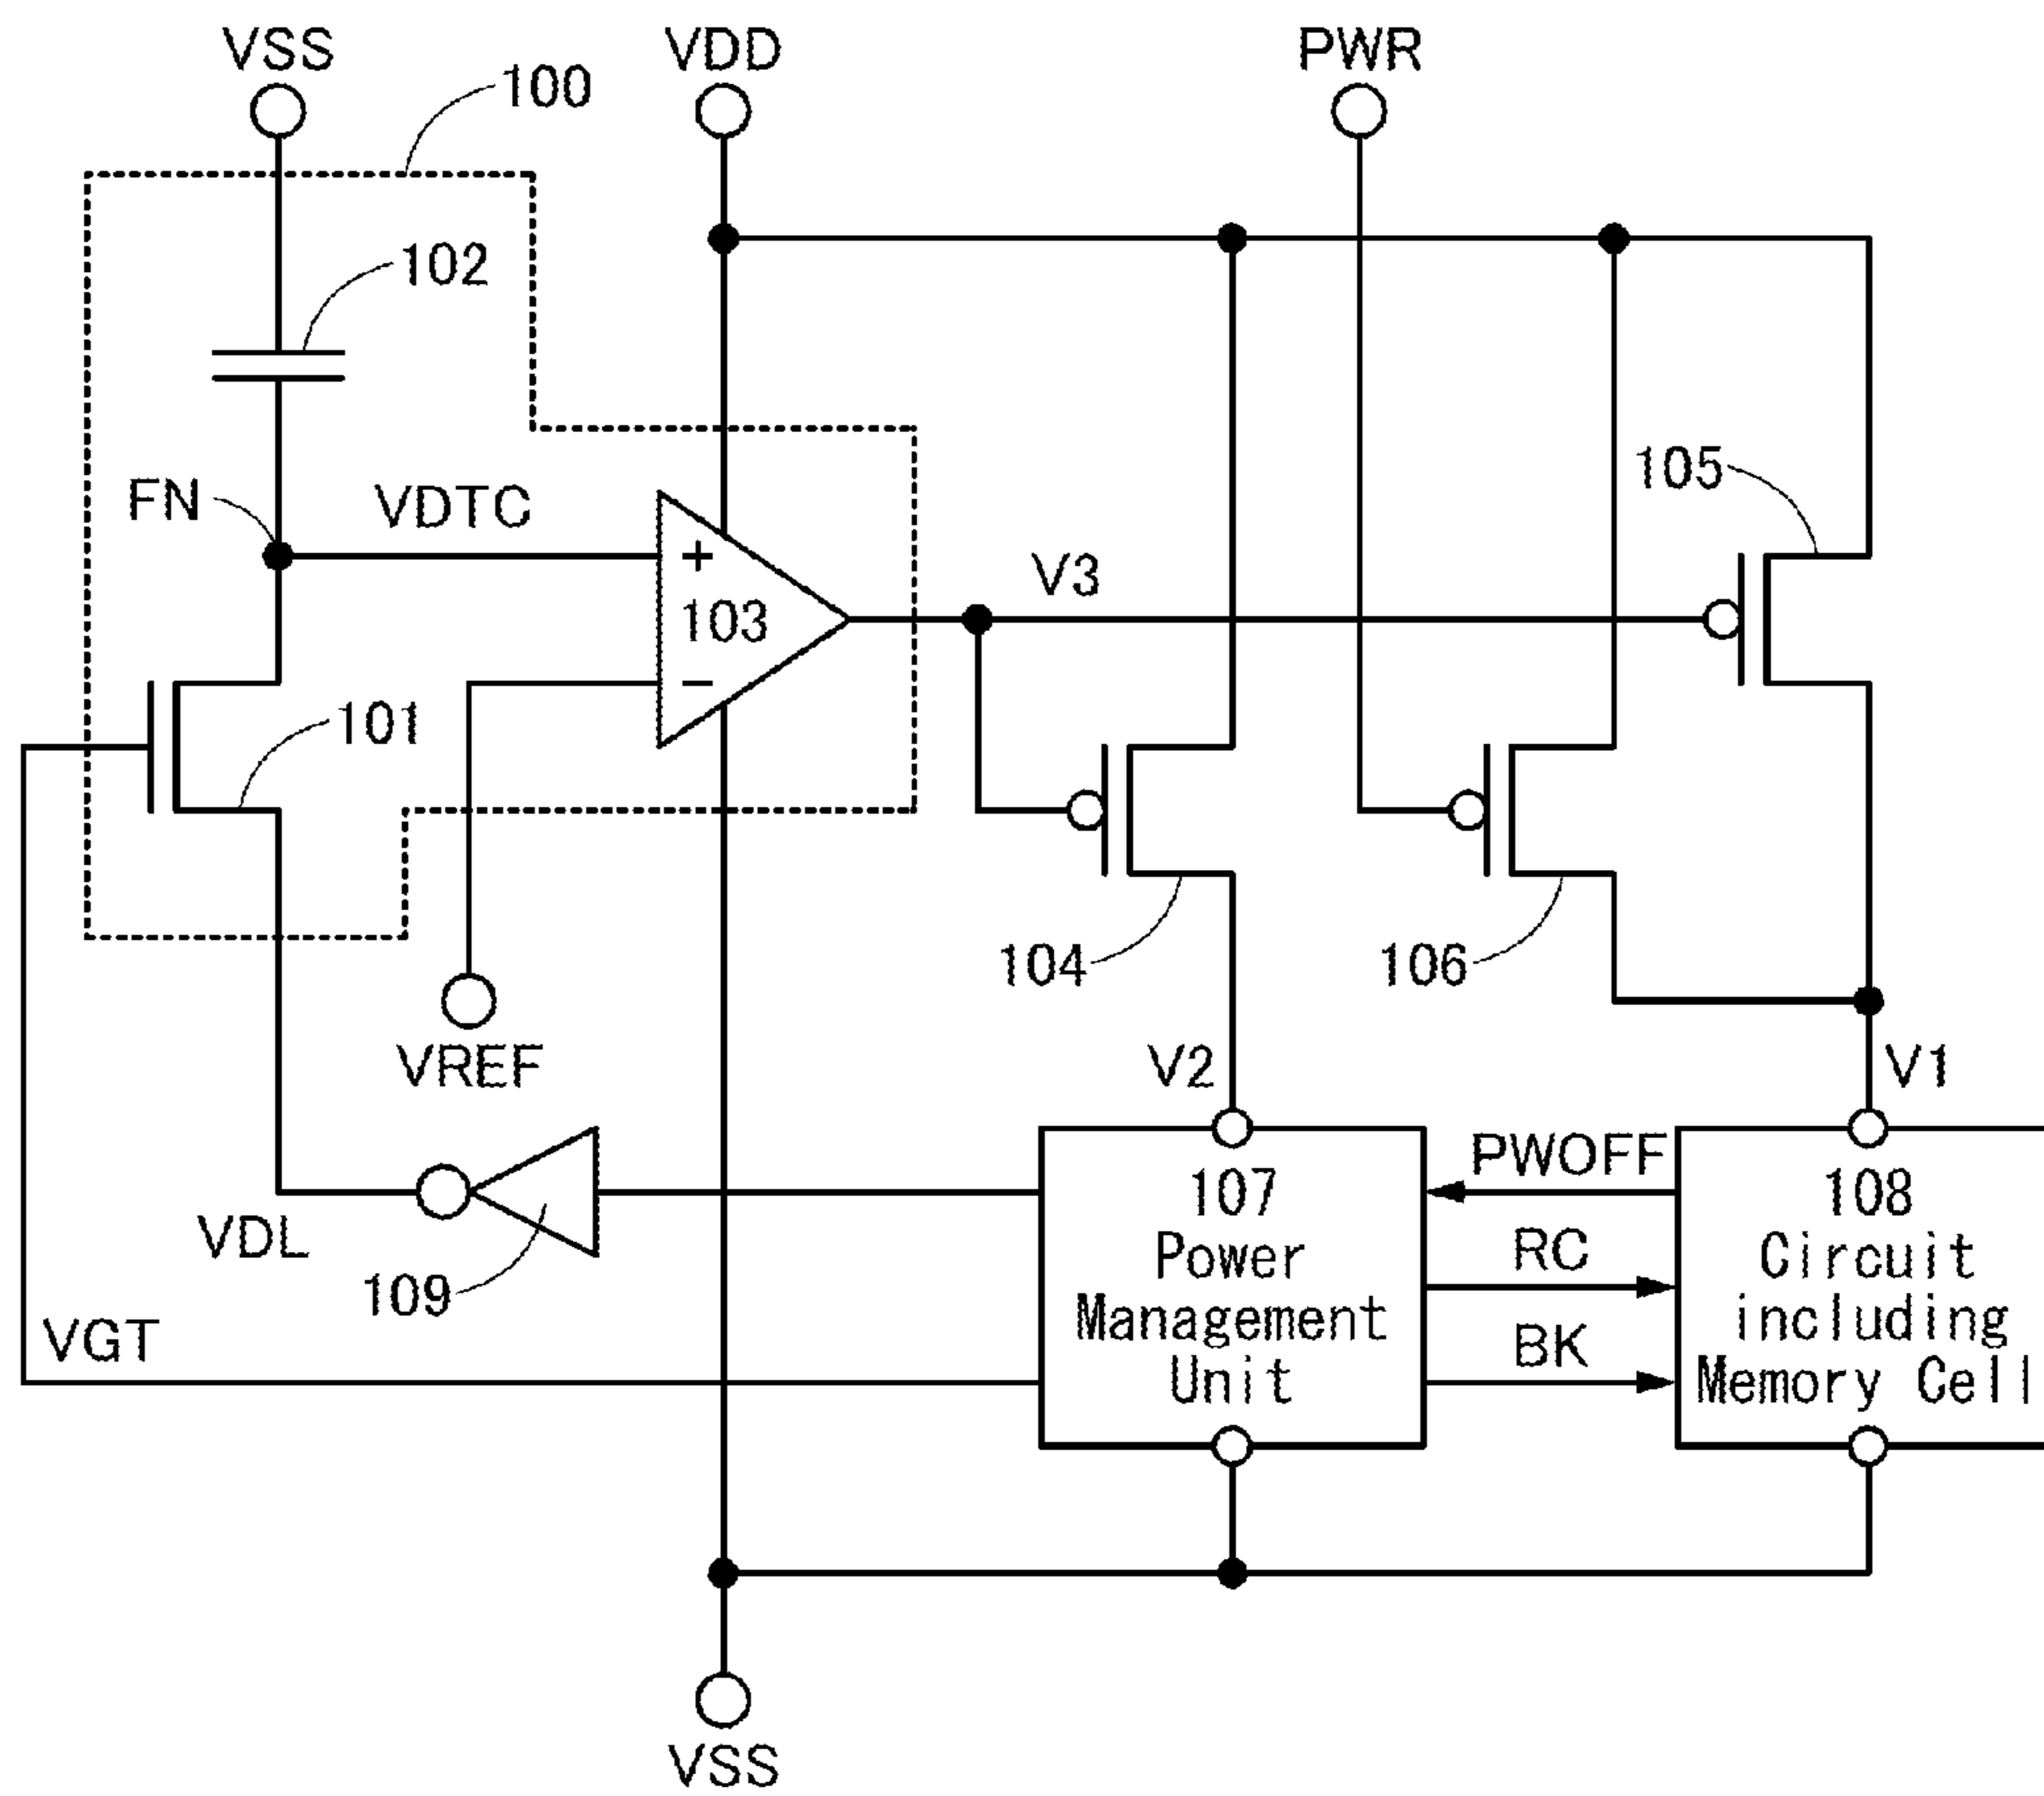 VSS
VDD
PWR
100
102
105
FN
VDTC
+
103
−
V3
101
104
106
VREF
V2
V1
PWOFF
107
Power
Management
Unit
108
Circuit
including
Memory Cell
RC
BK
VDL
109
VGT
VSS